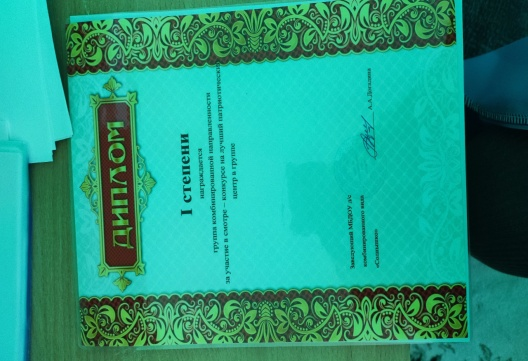 ДИПЛОМ
I степени
награждается
группа комбинированной направленности
за участие в смотре – конкурсе на лучший патриотический
центр в группе
Заведующий МБДОУ д/с
комбинированного вида
А.А.